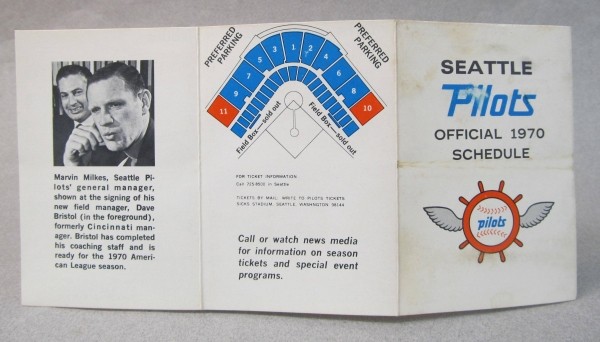 Marvin Milkes, Seattle Pi-
lots' general manager,
shown at the signing of his
new field manager, Dave
Bristol (in the foreground),
formerly Cincinnati man-
ager. Bristol has completed
his coaching staff and is
ready for the 1970 Ameri-
can League season.
PREFERRED
PARKING
PREFERRED
PARKING
11 9 7 5 3 1 2 4 6 8 10
Field Box—sold out
Field Box—sold out
FOR TICKET INFORMATION
Call 725-8500 in Seattle
TICKETS BY MAIL: WRITE TO PILOTS TICKETS
SICKS STADIUM, SEATTLE, WASHINGTON 98144
Call or watch news media
for information on season
tickets and special event
programs.
SEATTLE
Pilots
OFFICIAL 1970
SCHEDULE
pilots